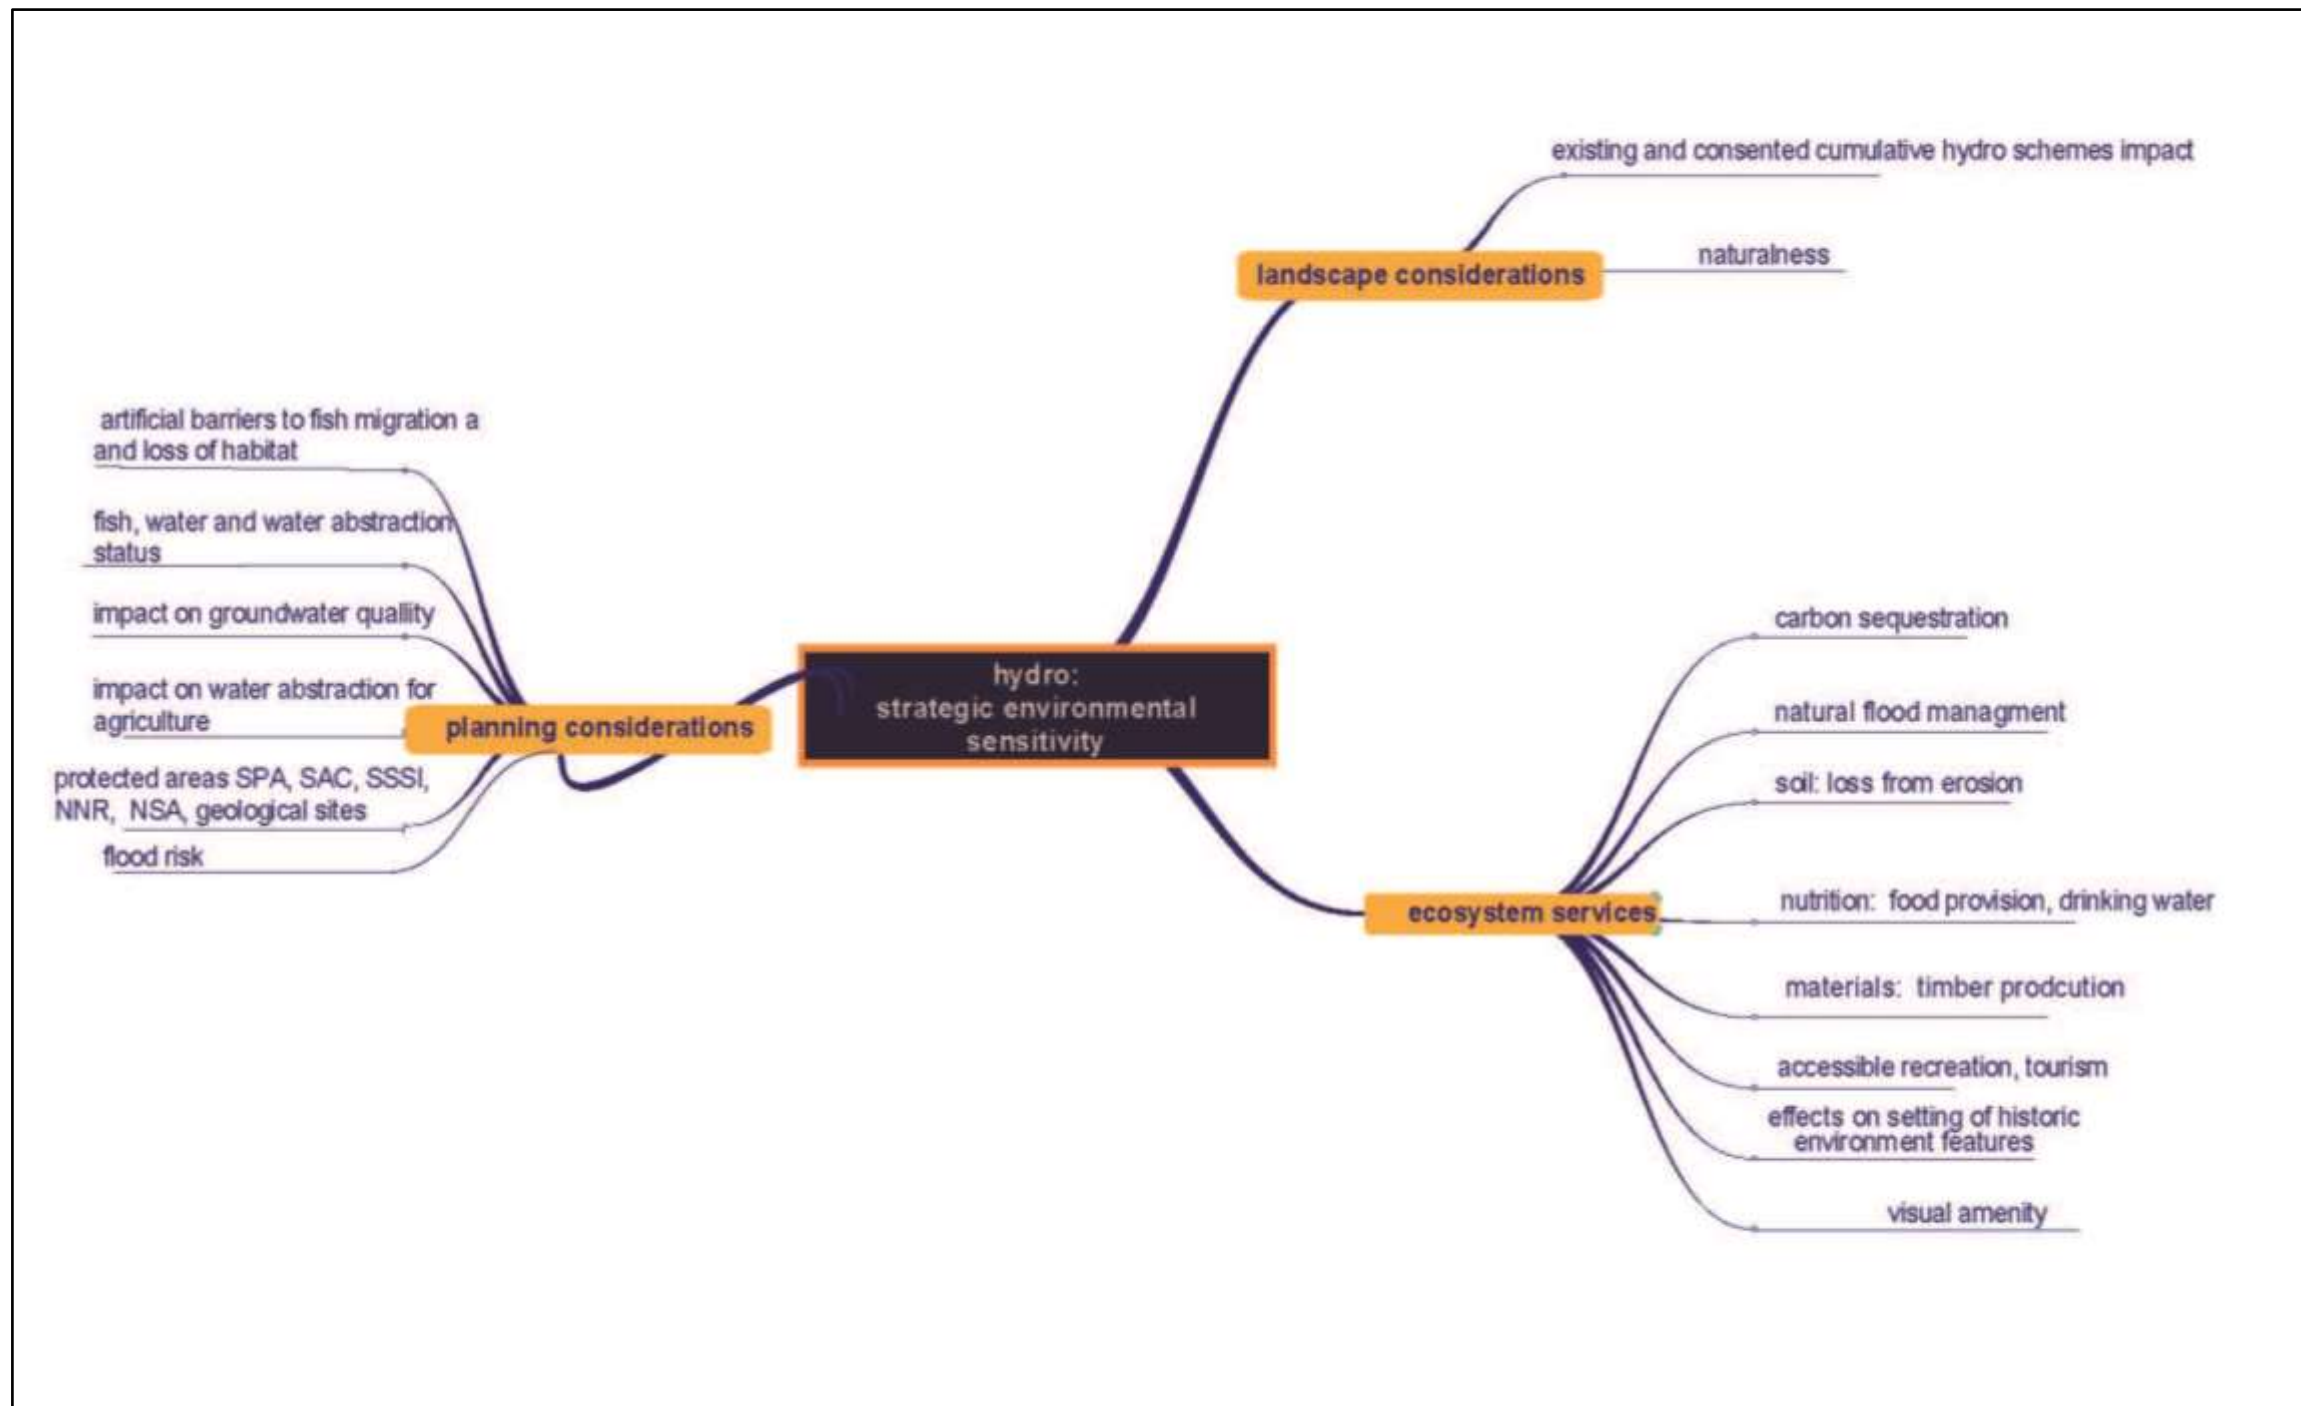 existing and consented cumulative hydro schemes impact
naturalness
landscape considerations
artificial barriers to fish migration a
and loss of habitat
fish, water and water abstraction
status
impact on groundwater quallity
impact on water abstraction for
agriculture
planning considerations
protected areas SPA, SAC, SSSI,
NNR, NSA, geological sites
flood risk
hydro:
strategic environmental
sensitivity
carbon sequestration
natural flood managment
soil: loss from erosion
ecosystem services
nutrition: food provision, drinking water
materials: timber prodcution
accessible recreation, tourism
effects on setting of historic
environment features
visual amenity